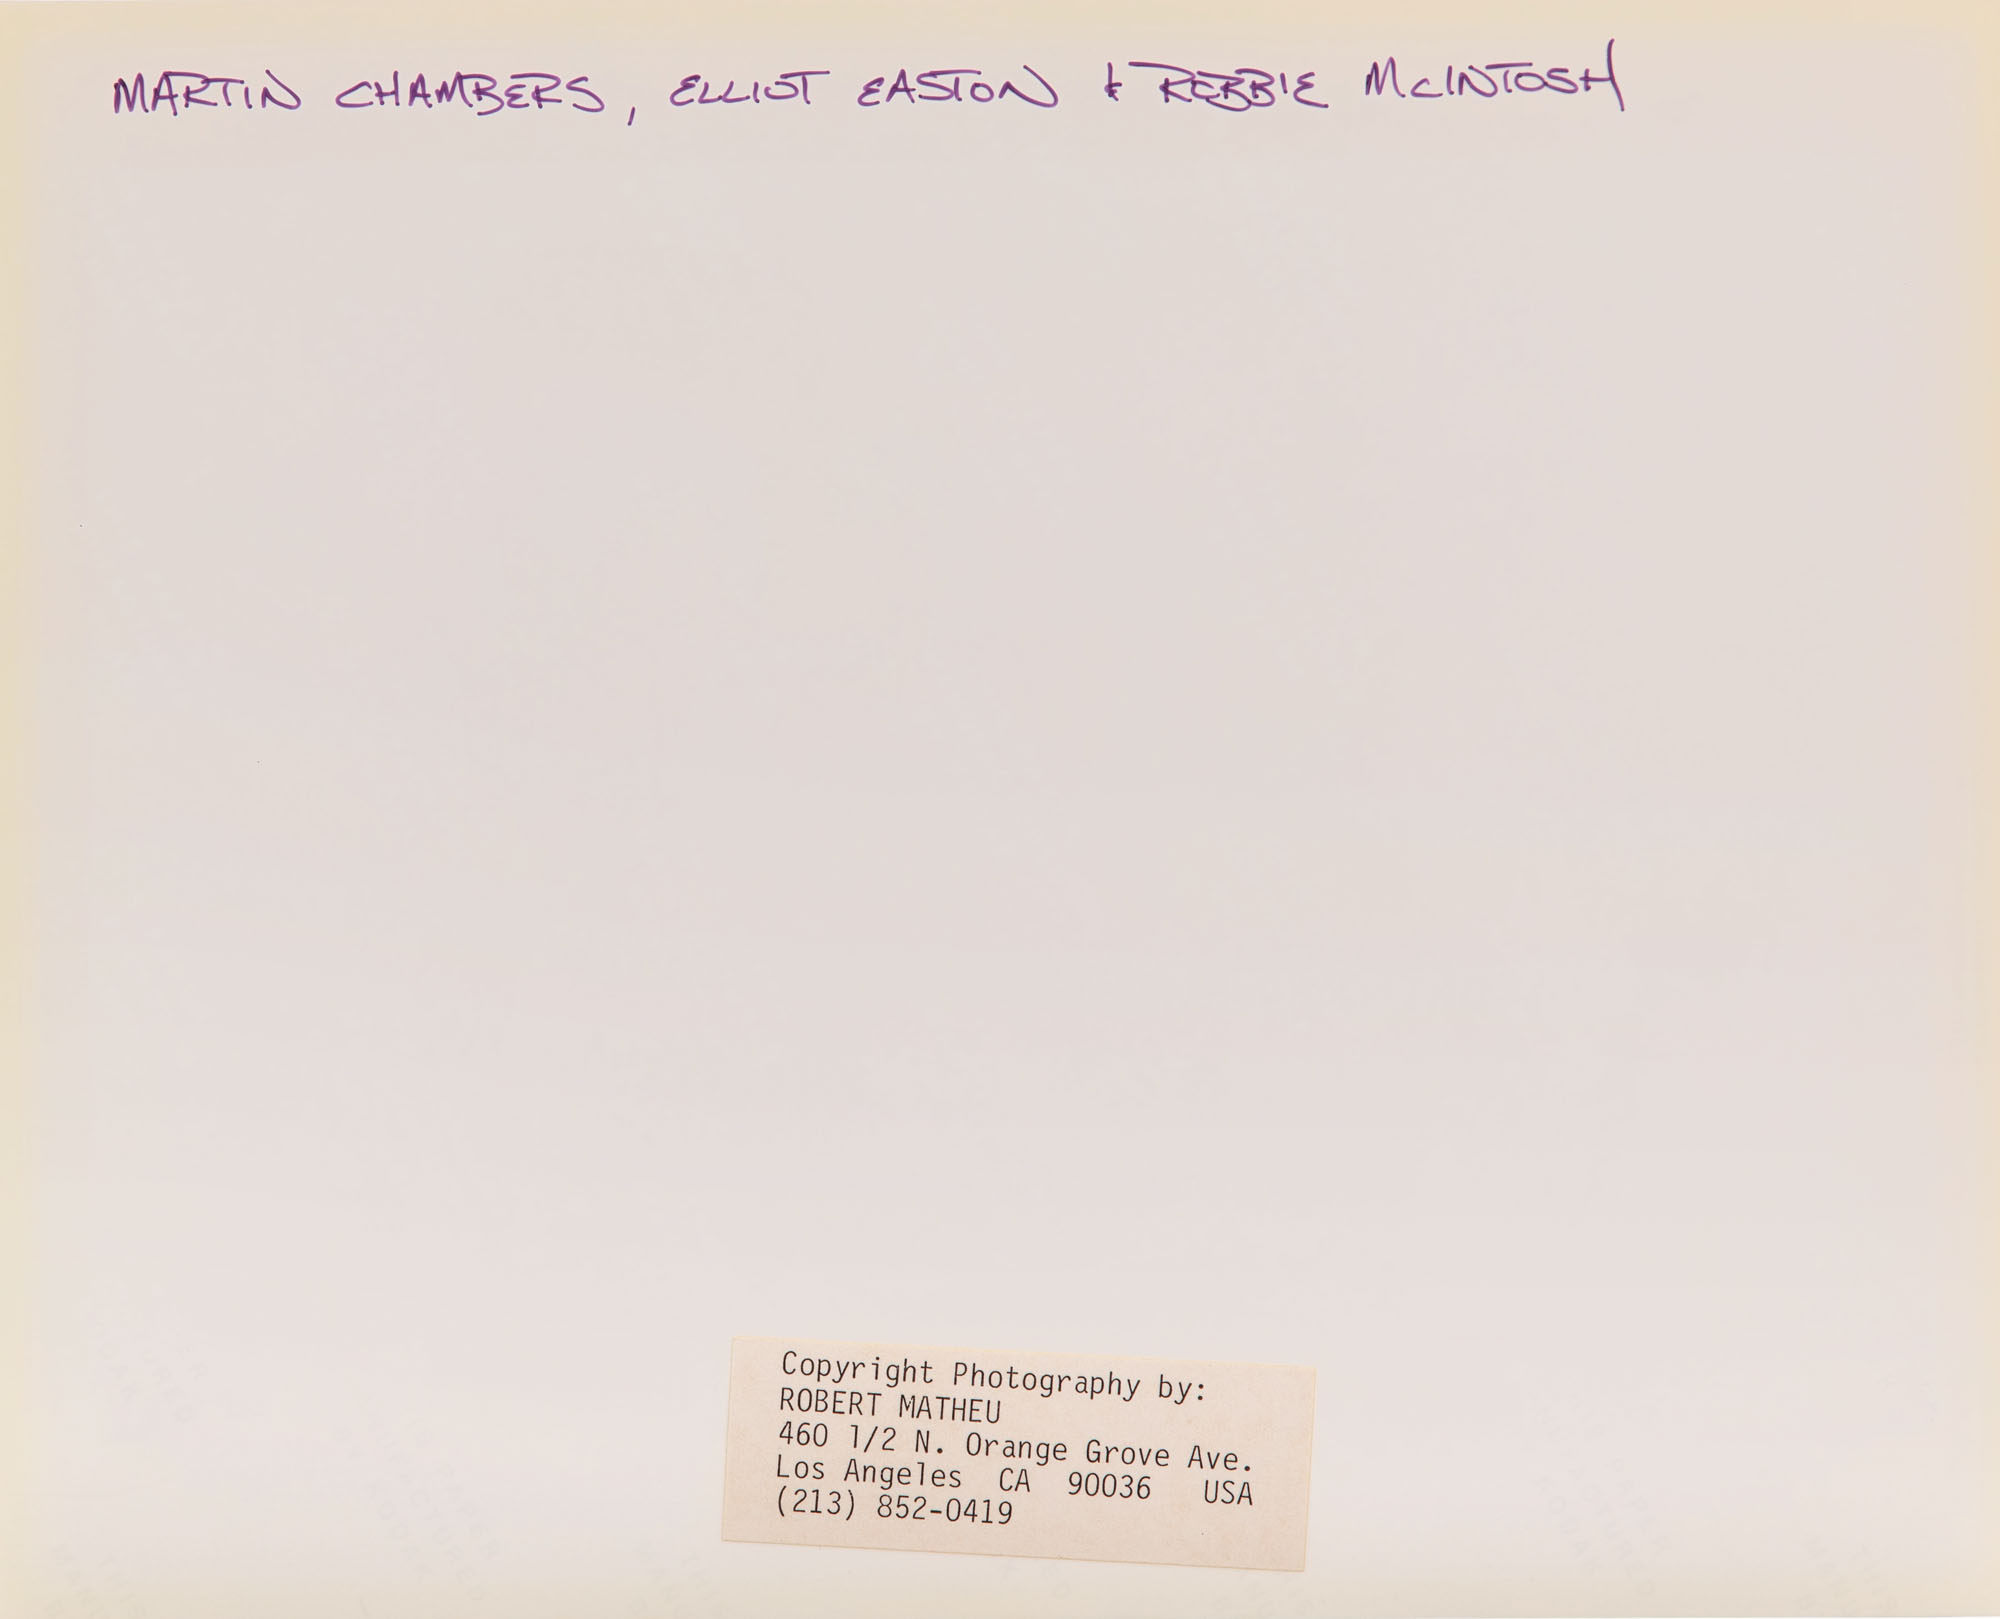 MARTIN CHAMBERS, ELLIOT EASTON & ROBBIE McINTOSH
Copyright Photography by:
ROBERT MATHEU
460 1/2 N. Orange Grove Ave.
Los Angeles CA 90036 USA
(213) 852-0419